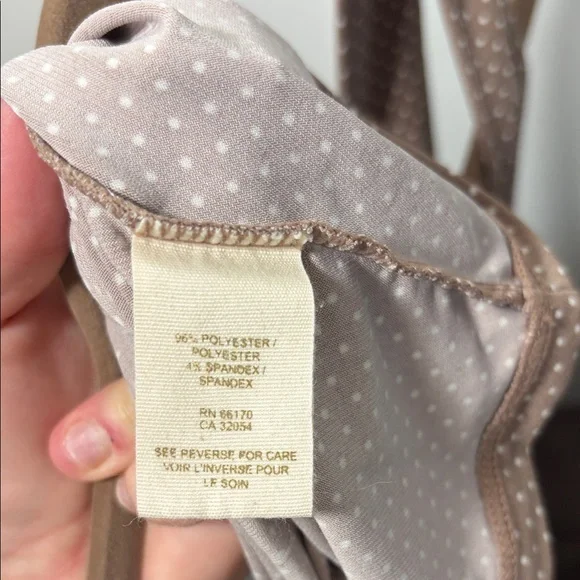 96% POLYESTER /
POLYESTER
4% SPANDEX /
SPANDEX
RN 66170
CA 32054
SEE REVERSE FOR CARE
VOIR L'INVERSE POUR
LE SOIN